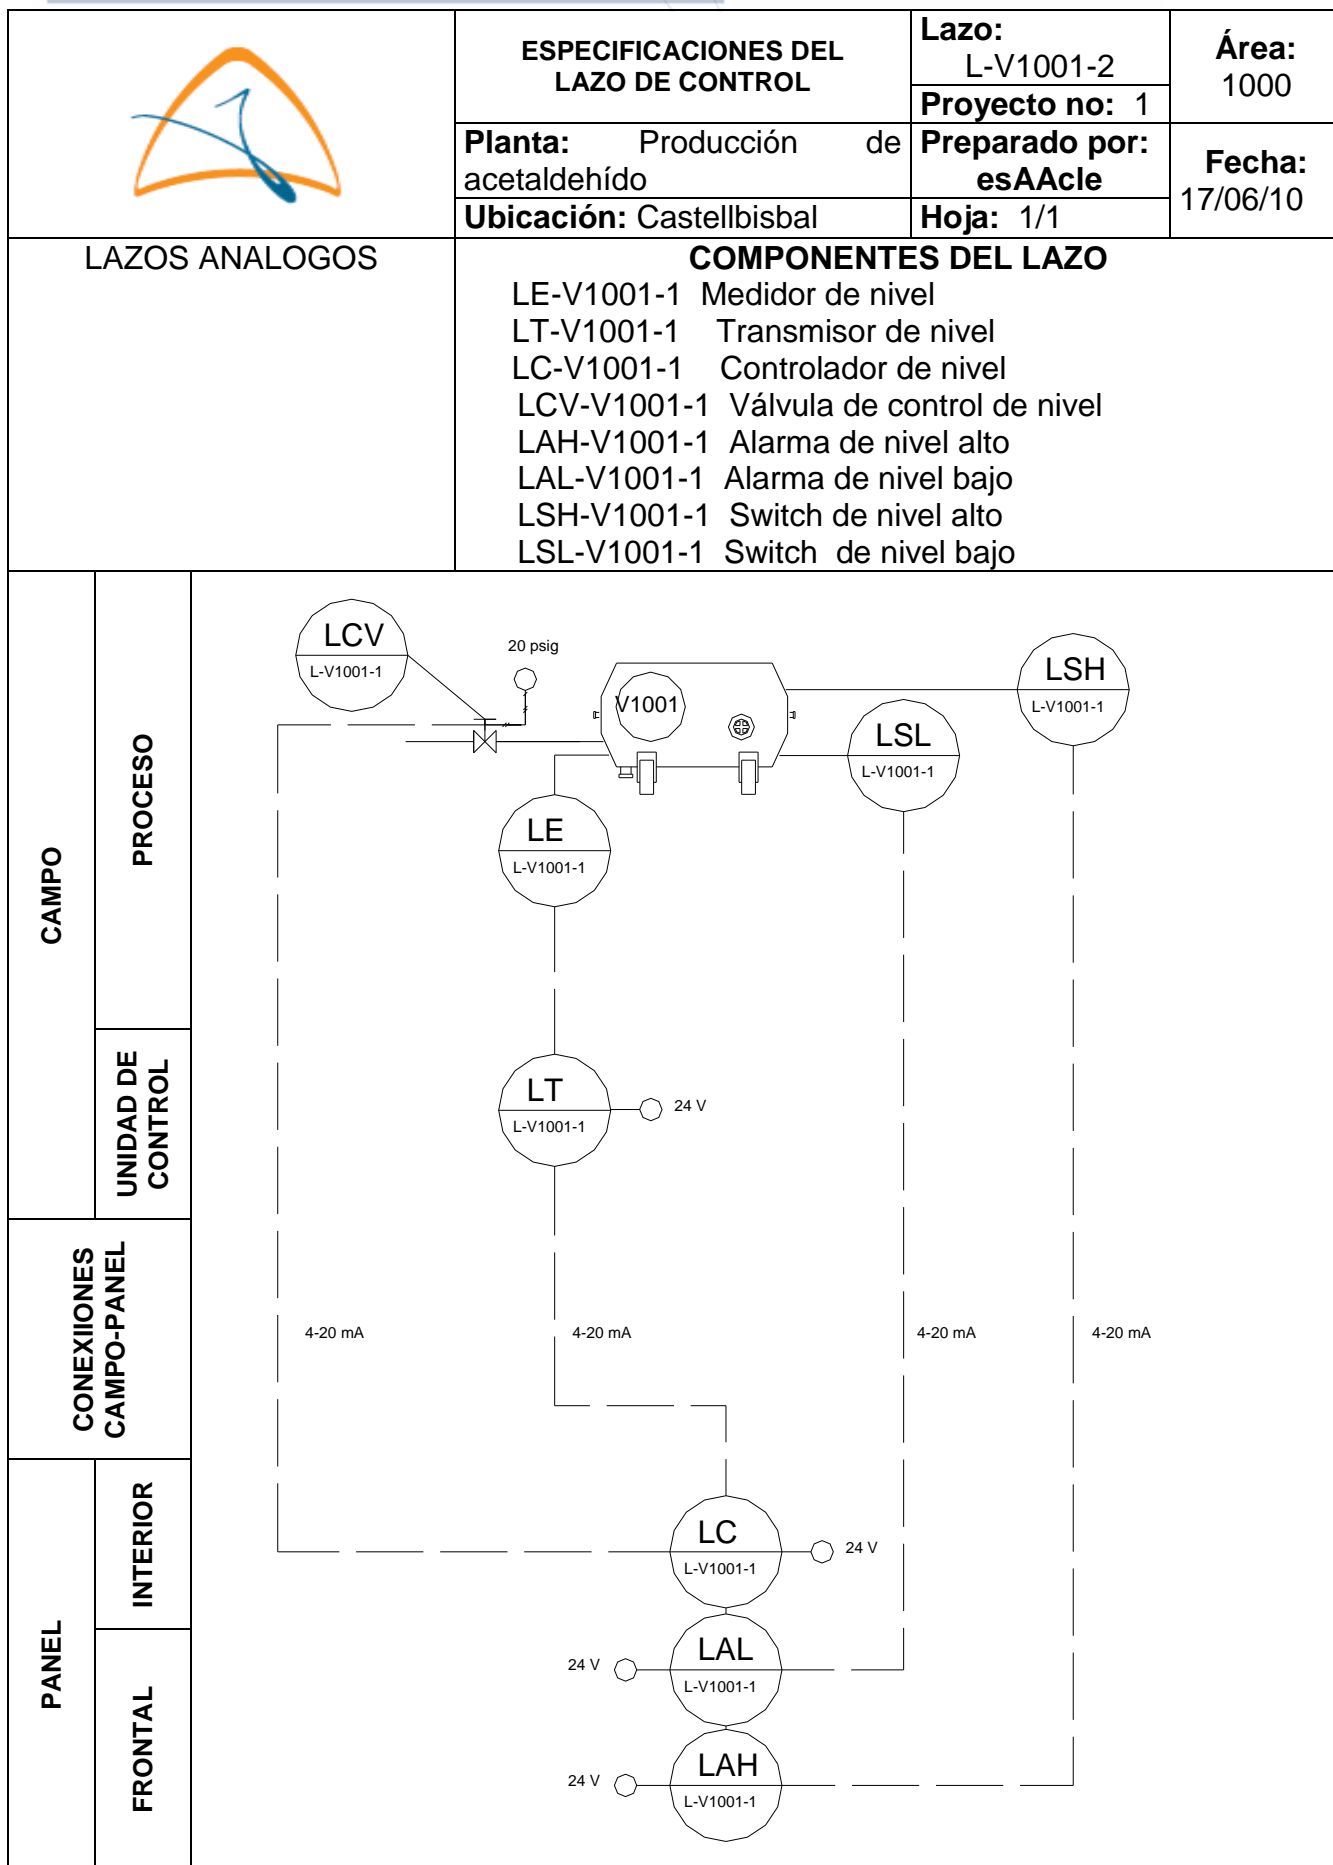 ESPECIFICACIONES DEL
LAZO DE CONTROL
Lazo:
L-V1001-2
Proyecto no: 1
Área:
1000
Planta: Producción de
acetaldehído
Preparado por:
esAAcle
Fecha:
17/06/10
Ubicación: Castellbisbal
Hoja: 1/1
LAZOS ANALOGOS
COMPONENTES DEL LAZO
LE-V1001-1 Medidor de nivel
LT-V1001-1 Transmisor de nivel
LC-V1001-1 Controlador de nivel
LCV-V1001-1 Válvula de control de nivel
LAH-V1001-1 Alarma de nivel alto
LAL-V1001-1 Alarma de nivel bajo
LSH-V1001-1 Switch de nivel alto
LSL-V1001-1 Switch de nivel bajo
CAMPO
PROCESO
UNIDAD DE
CONTROL
CONEXIIONES
CAMPO-PANEL
PANEL
INTERIOR
FRONTAL
LCV
L-V1001-1
20 psig
V1001
LSH
L-V1001-1
LSL
L-V1001-1
LE
L-V1001-1
LT
L-V1001-1
24 V
4-20 mA
4-20 mA
4-20 mA
4-20 mA
LC
L-V1001-1
24 V
LAL
L-V1001-1
24 V
LAH
L-V1001-1
24 V